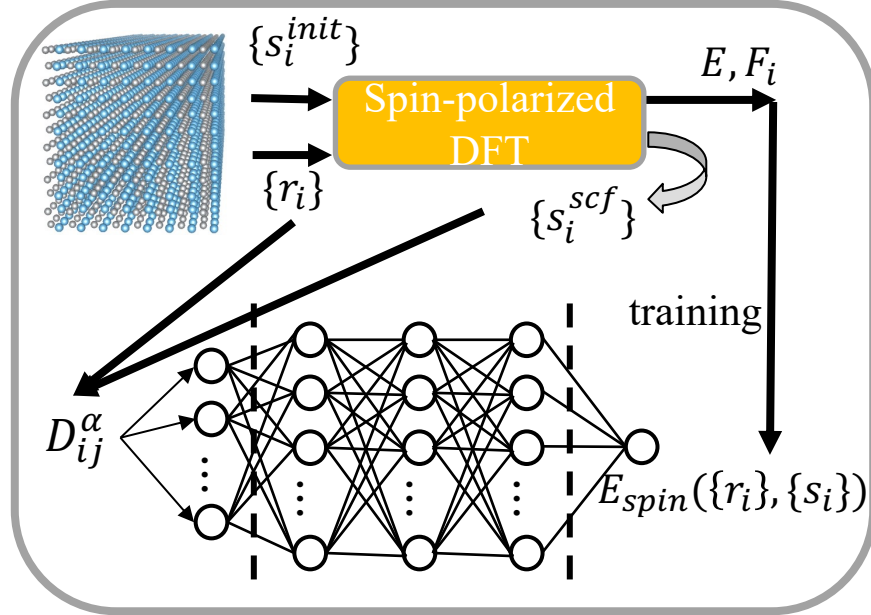 {s_i^{init}}
E, F_i
Spin-polarized
DFT
{r_i}
{s_i^{scf}}
training
D_{ij}^α
⋮ ⋮ ⋮ ⋮
E_{spin}({r_i}, {s_i})